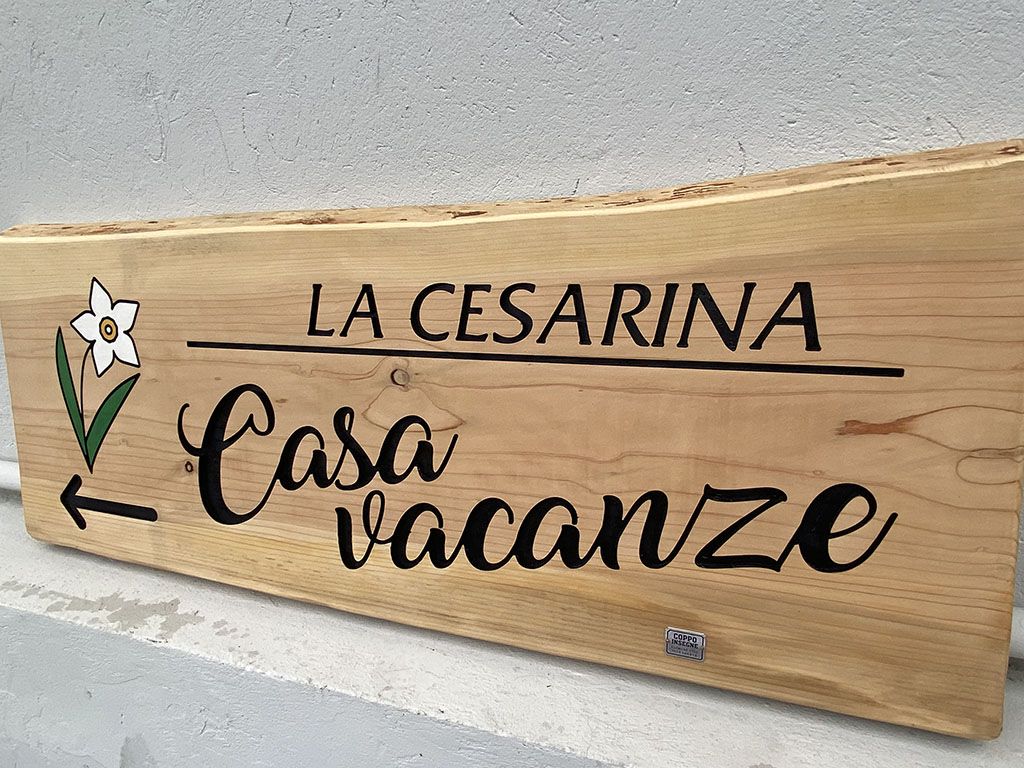 LA CESARINA
Casa
vacanze
COPPO
INSEGNE